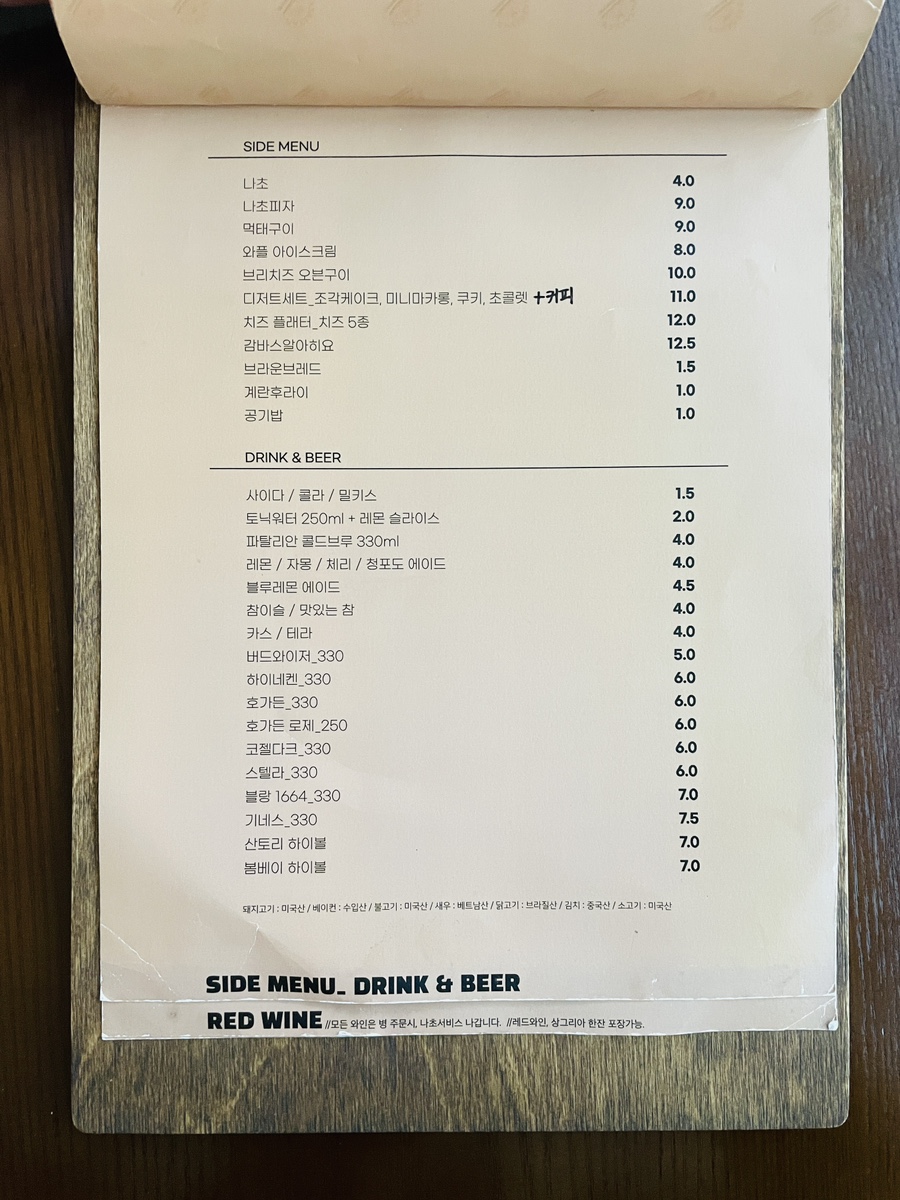 SIDE MENU
나초 4.0
나초피자 9.0
먹태구이 9.0
와플 아이스크림 8.0
브리치즈 오븐구이 10.0
디저트세트_조각케이크, 미니마카롱, 쿠키, 초콜렛 +커피 11.0
치즈 플래터_치즈 5종 12.0
감바스알아히요 12.5
브라운브레드 1.5
계란후라이 1.0
공기밥 1.0
DRINK & BEER
사이다 / 콜라 / 밀키스 1.5
토닉워터 250ml + 레몬 슬라이스 2.0
파탈리안 콜드브루 330ml 4.0
레몬 / 자몽 / 체리 / 청포도 에이드 4.0
블루레몬 에이드 4.5
참이슬 / 맛있는 참 4.0
카스 / 테라 4.0
버드와이저_330 5.0
하이네켄_330 6.0
호가든_330 6.0
호가든 로제_250 6.0
코젤다크_330 6.0
스텔라_330 6.0
블랑 1664_330 7.0
기네스_330 7.5
산토리 하이볼 7.0
봄베이 하이볼 7.0
돼지고기 : 미국산 / 베이컨 : 수입산 / 불고기 : 미국산 / 새우 : 베트남산 / 닭고기 : 브라질산 / 김치 : 중국산 / 소고기 : 미국산
SIDE MENU_ DRINK & BEER
RED WINE //모든 와인은 병 주문시, 나초서비스 나갑니다. //레드와인, 상그리아 한잔 포장가능.